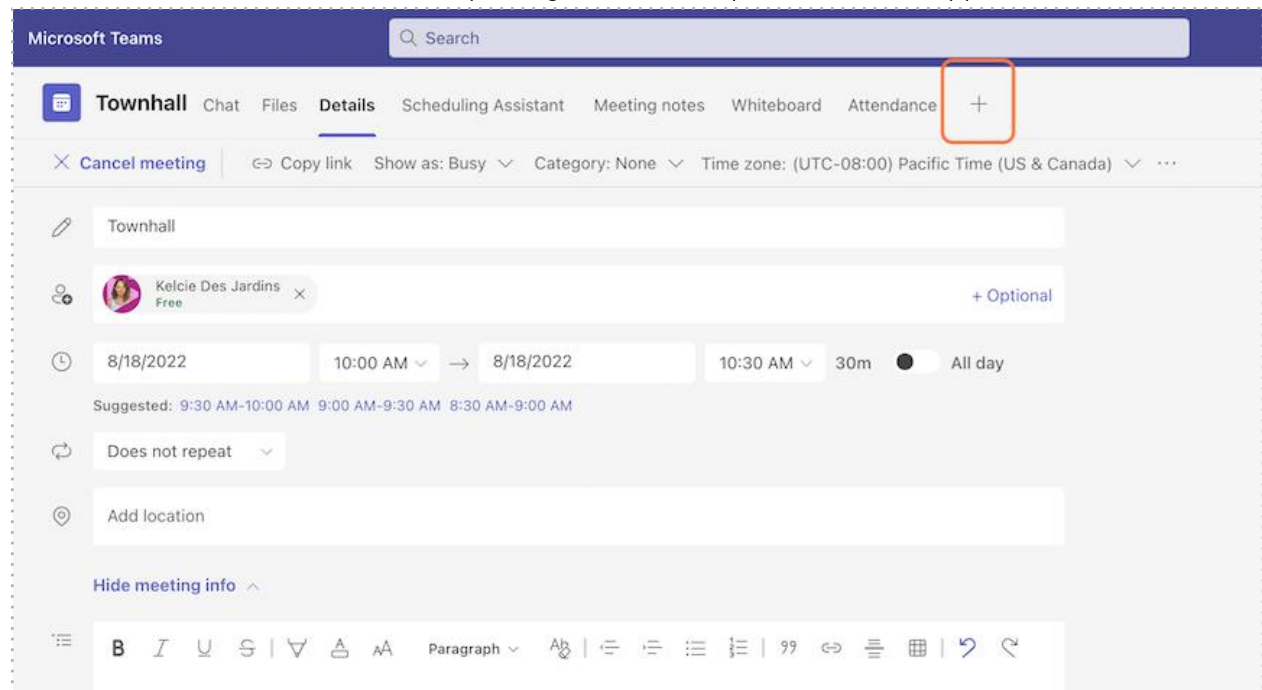 Microsoft Teams
Search
Townhall Chat Files Details Scheduling Assistant Meeting notes Whiteboard Attendance +
Cancel meeting Copy link Show as: Busy Category: None Time zone: (UTC-08:00) Pacific Time (US & Canada) ...
Townhall
Kelcie Des Jardins
Free
+ Optional
8/18/2022 10:00 AM → 8/18/2022 10:30 AM 30m All day
Suggested: 9:30 AM-10:00 AM 9:00 AM-9:30 AM 8:30 AM-9:00 AM
Does not repeat
Add location
Hide meeting info
B I U S A AA Paragraph Ab 99